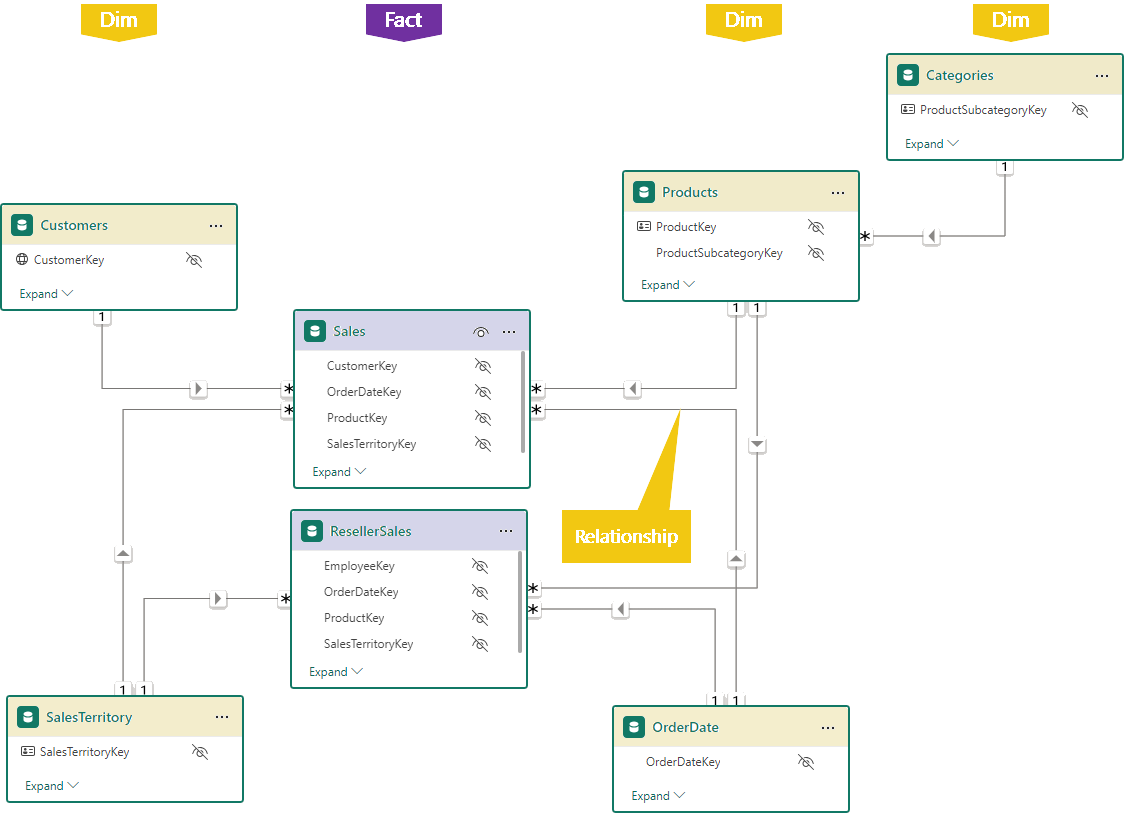 Dim
Fact
Dim
Dim
Categories
ProductSubcategoryKey
Expand
1
Products
ProductKey
ProductSubcategoryKey
Expand
*
1 1
Customers
CustomerKey
Expand
1
Sales
CustomerKey
OrderDateKey
ProductKey
SalesTerritoryKey
Expand
* *
* *
Relationship
ResellerSales
EmployeeKey
OrderDateKey
ProductKey
SalesTerritoryKey
Expand
* *
*
1 1
SalesTerritory
SalesTerritoryKey
Expand
1 1
OrderDate
OrderDateKey
Expand